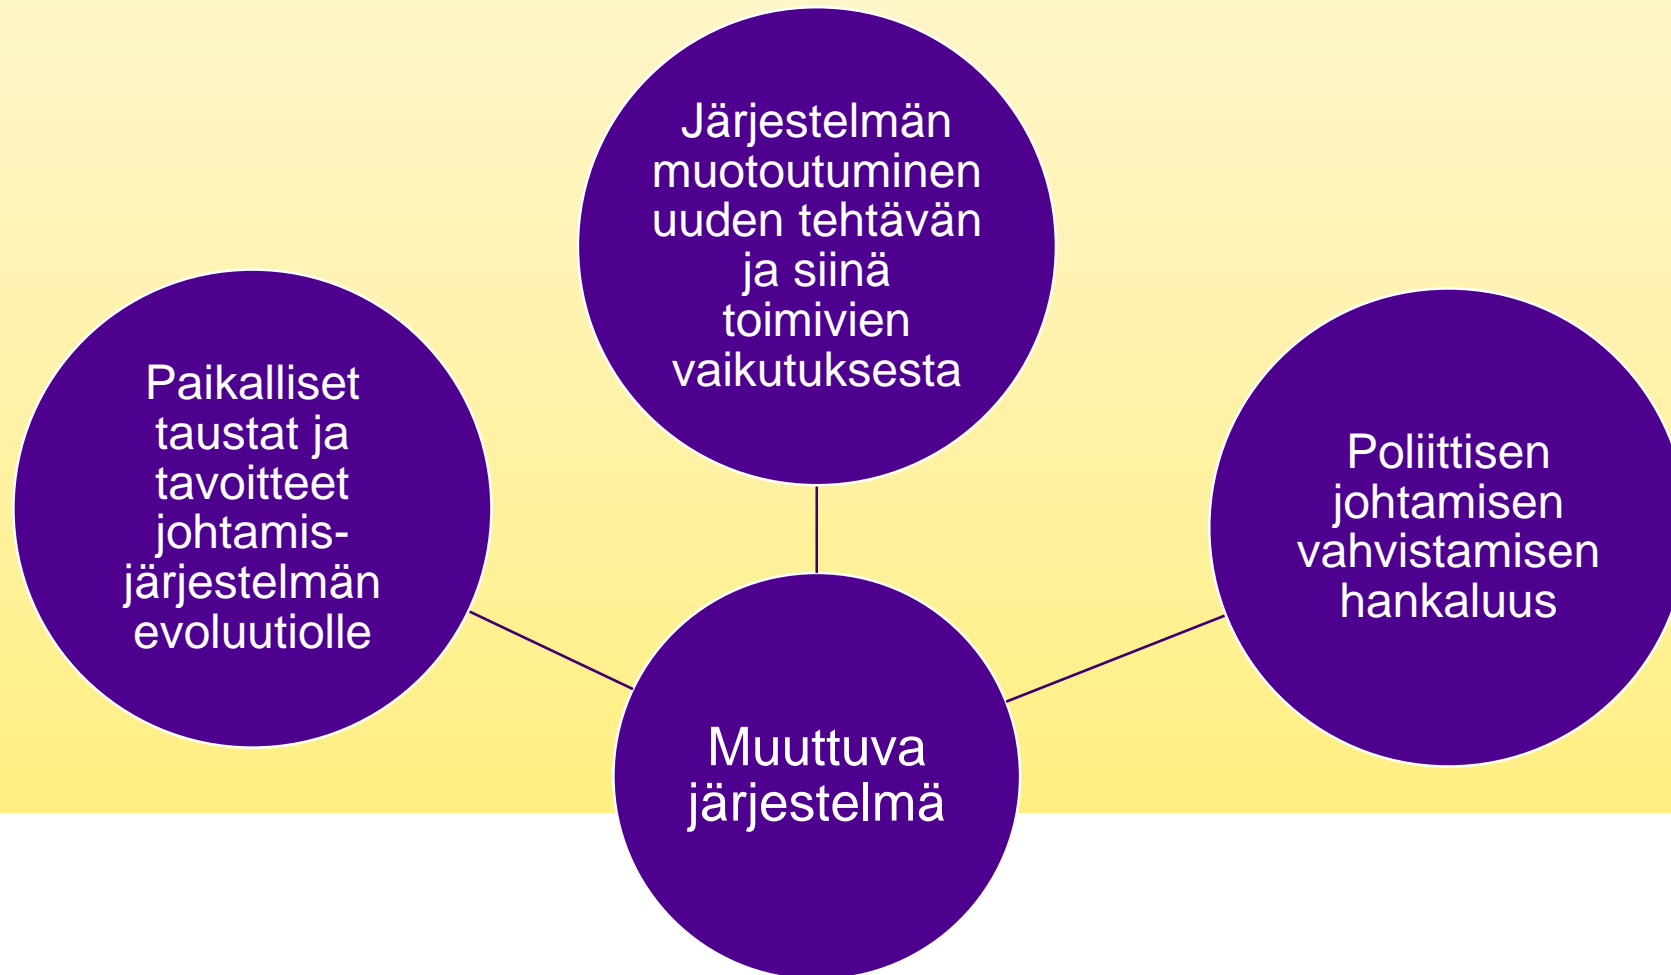 Järjestelmän
muotoutuminen
uuden tehtävän
ja siinä
toimivien
vaikutuksesta
Paikalliset
taustat ja
tavoitteet
johtamis-
järjestelmän
evoluutiolle
Poliittisen
johtamisen
vahvistamisen
hankaluus
Muuttuva
järjestelmä